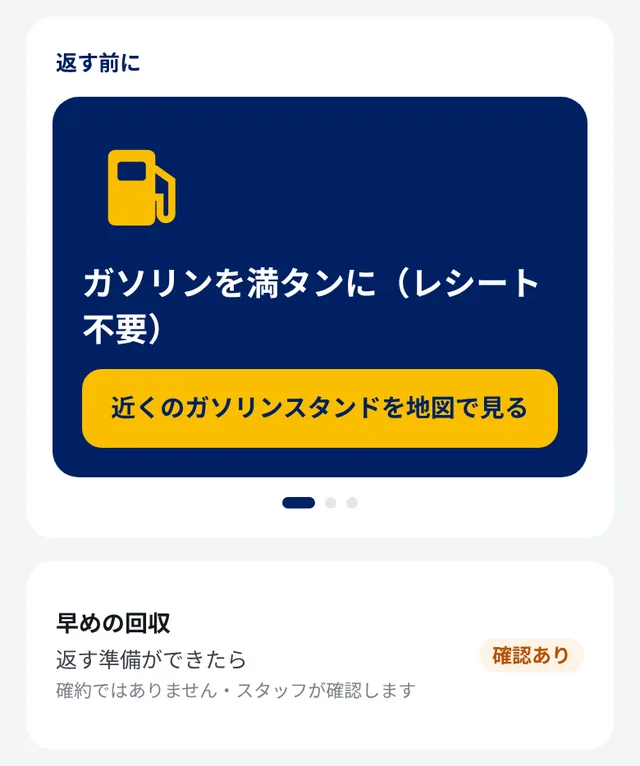 返す前に
ガソリンを満タンに（レシート
不要）
近くのガソリンスタンドを地図で見る
早めの回収
返す準備ができたら
確認あり
確約ではありません・スタッフが確認します